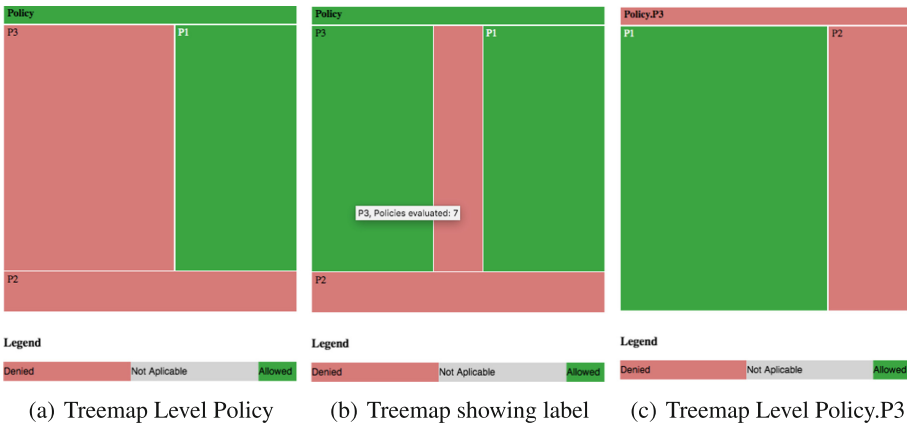 Policy
P3
P1
P2
Legend
Denied
Not Aplicable
Allowed
(a) Treemap Level Policy
Policy
P3
P1
P3, Policies evaluated: 7
P2
Legend
Denied
Not Aplicable
Allowed
(b) Treemap showing label
Policy.P3
P1
P2
Legend
Denied
Not Aplicable
Allowed
(c) Treemap Level Policy.P3